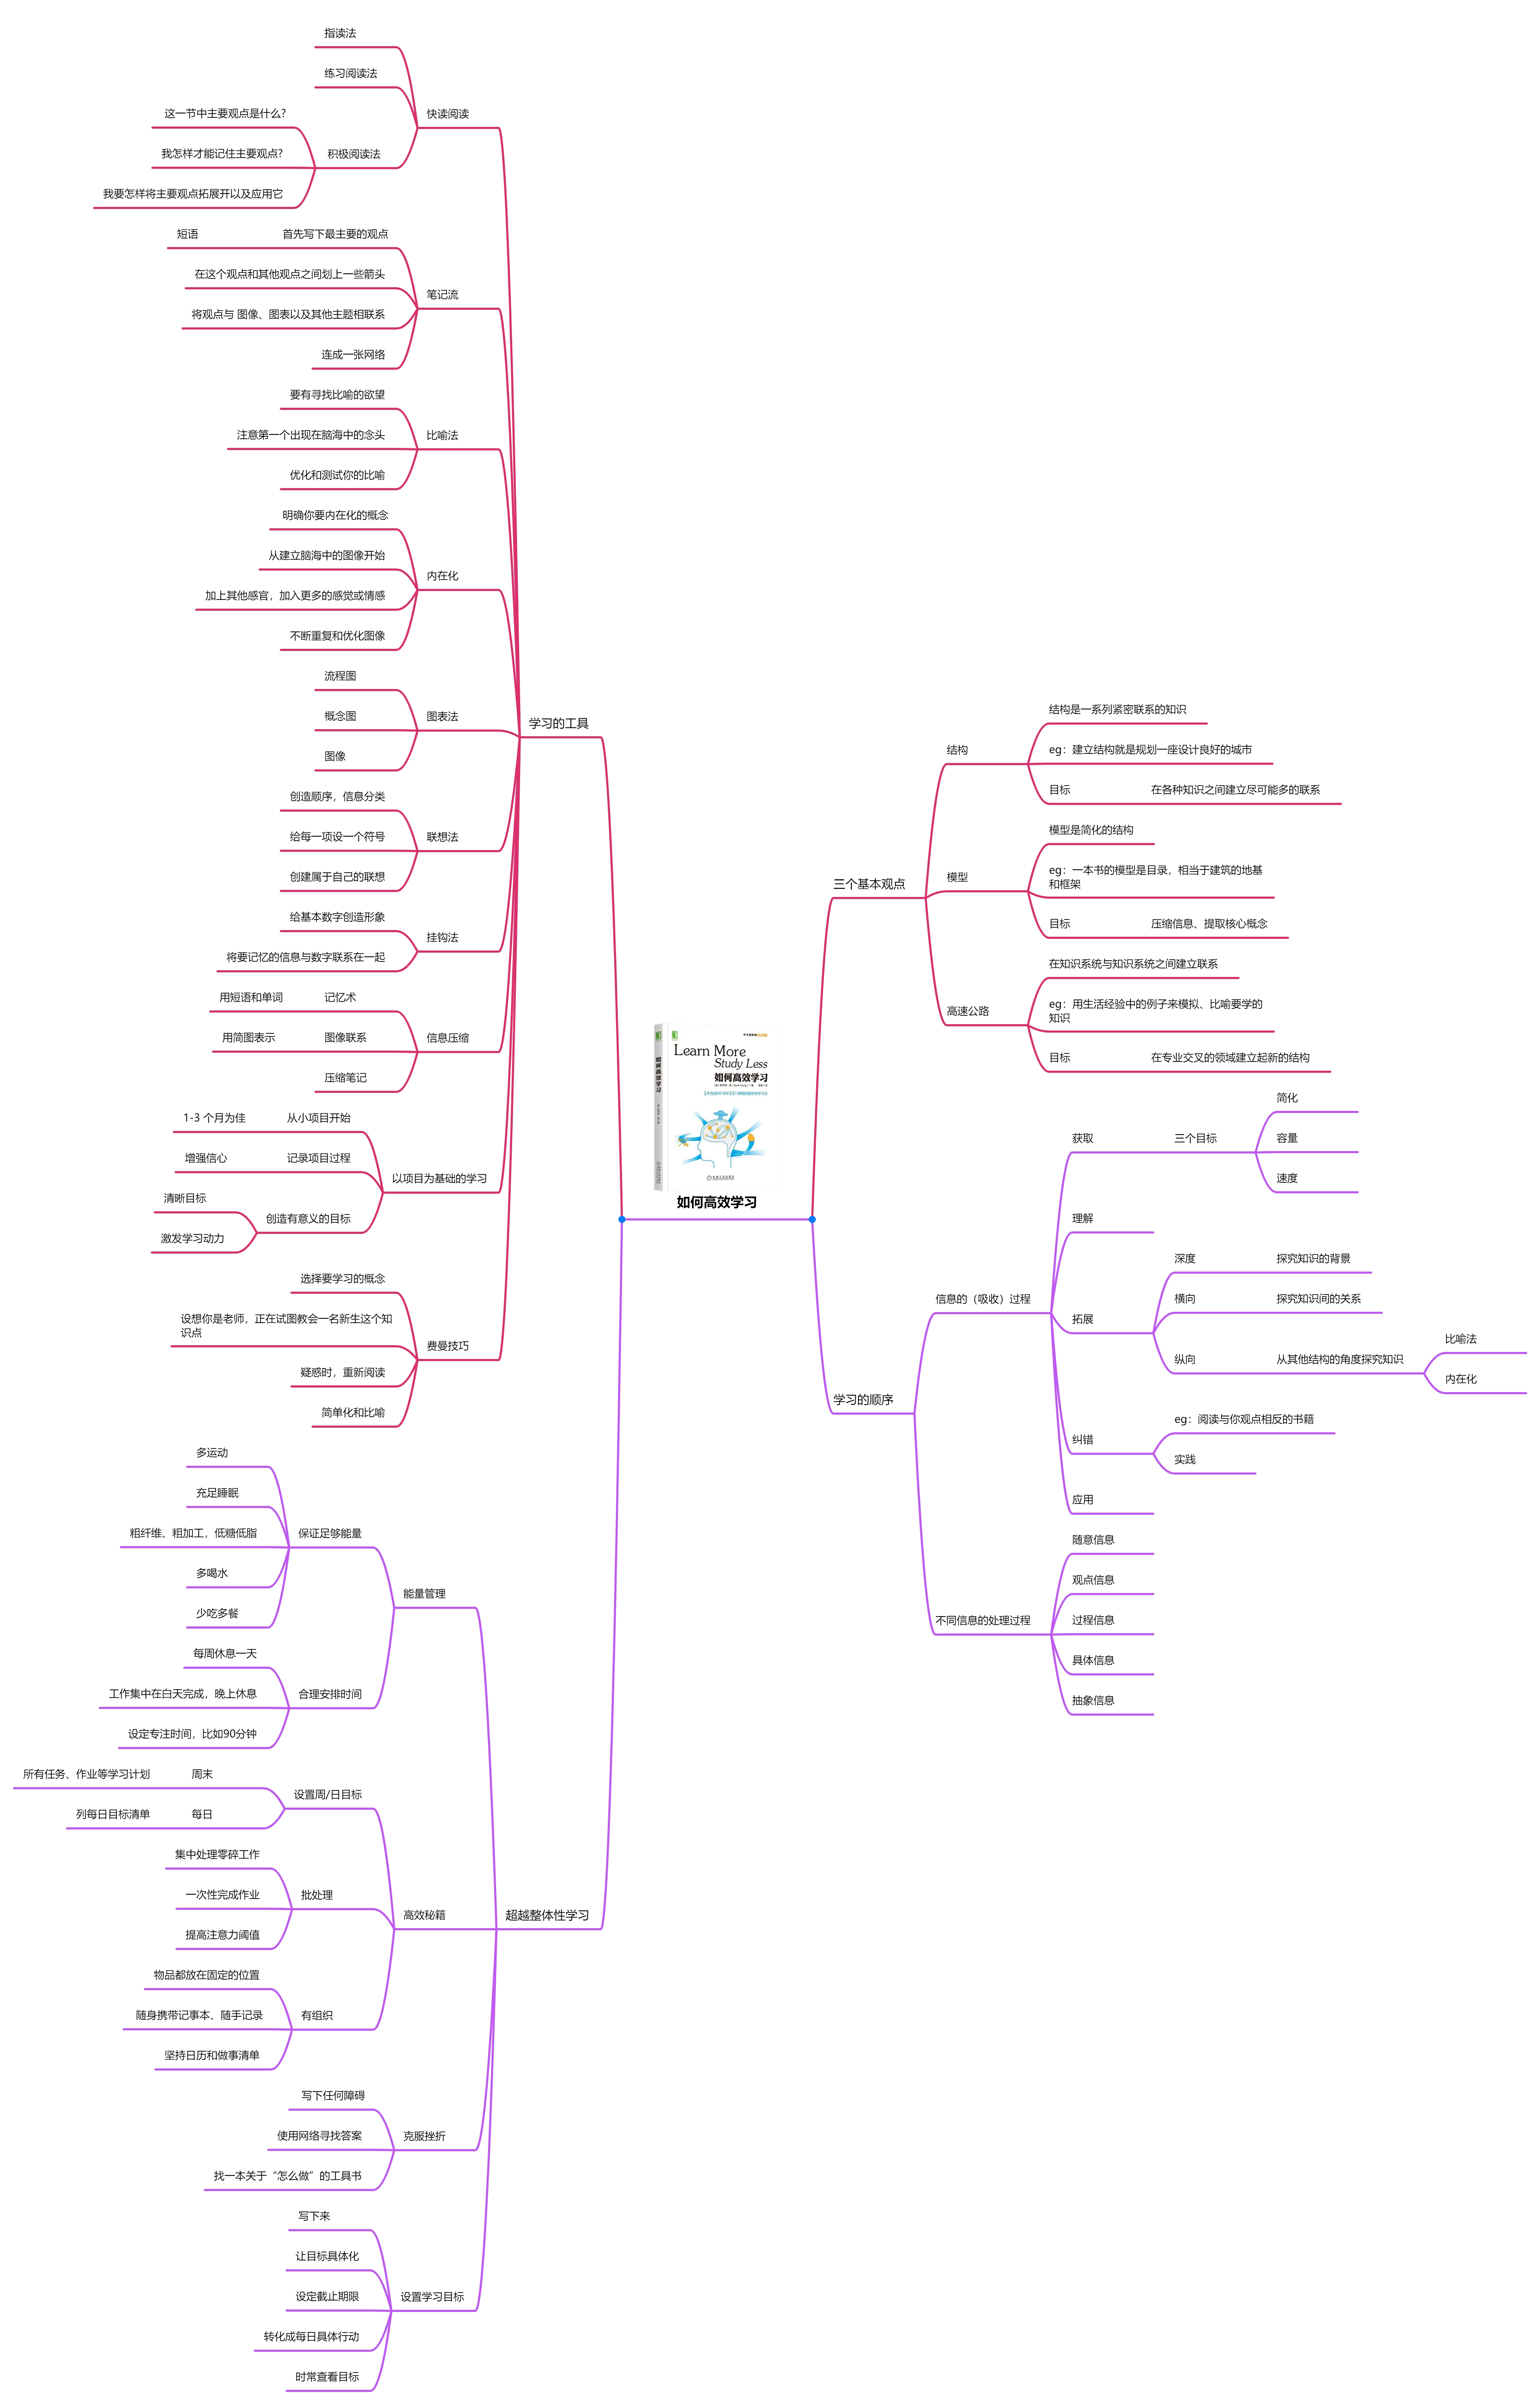 指读法
练习阅读法
快读阅读
这一节中主要观点是什么?
我怎样才能记住主要观点?
积极阅读法
我要怎样将主要观点拓展开以及应用它
短语
首先写下最主要的观点
在这个观点和其他观点之间划上一些箭头
笔记流
将观点与 图像、图表以及其他主题相联系
连成一张网络
要有寻找比喻的欲望
注意第一个出现在脑海中的念头
比喻法
优化和测试你的比喻
明确你要内在化的概念
从建立脑海中的图像开始
内在化
加上其他感官，加入更多的感觉或情感
不断重复和优化图像
流程图
概念图
图表法
图像
学习的工具
创造顺序，信息分类
给每一项设一个符号
联想法
创建属于自己的联想
给基本数字创造形象
挂钩法
将要记忆的信息与数字联系在一起
用短语和单词
记忆术
用简图表示
图像联系
信息压缩
压缩笔记
1-3 个月为佳
从小项目开始
增强信心
记录项目过程
以项目为基础的学习
清晰目标
创造有意义的目标
激发学习动力
选择要学习的概念
设想你是老师，正在试图教会一名新生这个知
识点
费曼技巧
疑惑时，重新阅读
简单化和比喻
多运动
充足睡眠
粗纤维、粗加工，低糖低脂
保证足够能量
多喝水
少吃多餐
能量管理
每周休息一天
工作集中在白天完成，晚上休息
合理安排时间
设定专注时间，比如90分钟
所有任务、作业等学习计划
周末
设置周/日目标
列每日目标清单
每日
集中处理零碎工作
一次性完成作业
批处理
提高注意力阈值
高效秘籍
超越整体性学习
物品都放在固定的位置
随身携带记事本、随手记录
有组织
坚持日历和做事清单
写下任何障碍
使用网络寻找答案
克服挫折
找一本关于“怎么做”的工具书
写下来
让目标具体化
设定截止期限
设置学习目标
转化成每日具体行动
时常查看目标
Learn More
Study Less
如何高效学习
如何高效学习
如何高效学习
结构是一系列紧密联系的知识
结构
eg：建立结构就是规划一座设计良好的城市
目标
在各种知识之间建立尽可能多的联系
模型是简化的结构
三个基本观点
模型
eg：一本书的模型是目录，相当于建筑的地基
和框架
目标
压缩信息、提取核心概念
在知识系统与知识系统之间建立联系
高速公路
eg：用生活经验中的例子来模拟、比喻要学的
知识
目标
在专业交叉的领域建立起新的结构
简化
获取
三个目标
容量
速度
理解
深度
探究知识的背景
信息的（吸收）过程
横向
探究知识间的关系
拓展
比喻法
纵向
从其他结构的角度探究知识
内在化
学习的顺序
eg：阅读与你观点相反的书籍
纠错
实践
应用
随意信息
观点信息
不同信息的处理过程
过程信息
具体信息
抽象信息